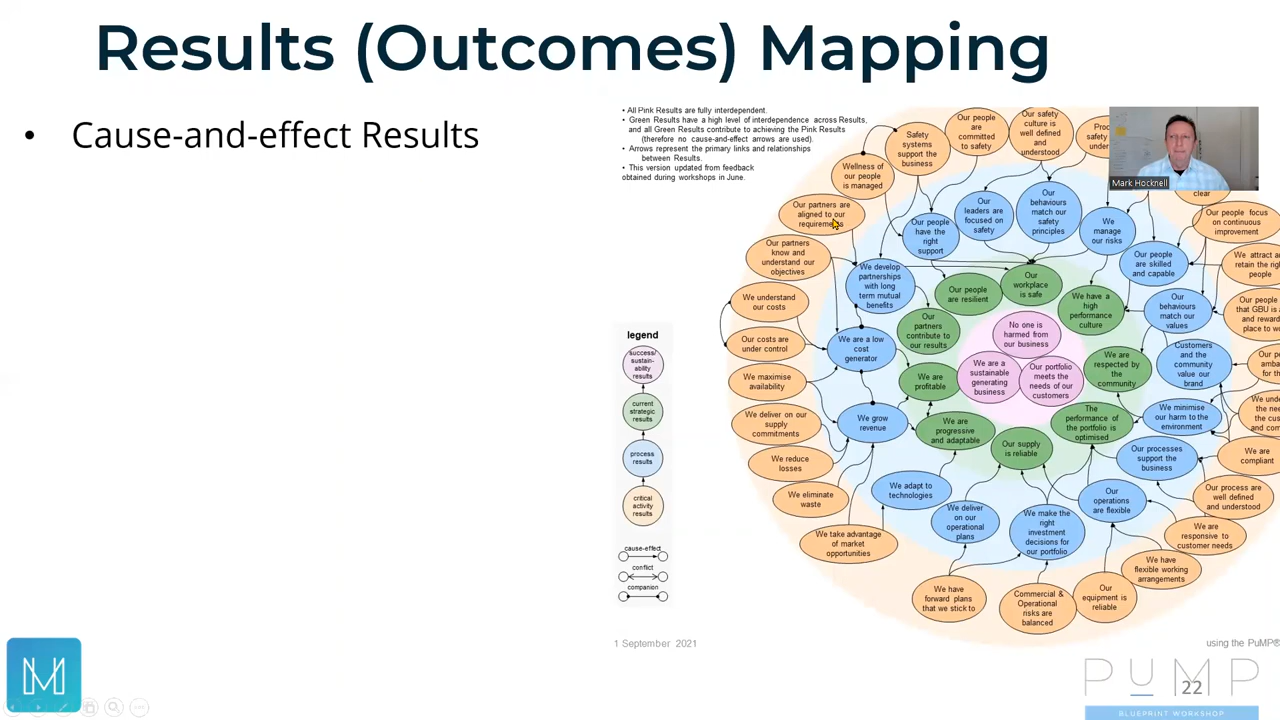 Results (Outcomes) Mapping
• Cause-and-effect Results
• All Pink Results are fully interdependent.
• Green Results have a high level of interdependence across Results,
and all Green Results contribute to achieving the Pink Results
(therefore no cause-and-effect arrows are used).
• Arrows represent the primary links and relationships
between Results.
• This version updated from feedback
obtained during workshops in June.
legend
success/
sustain-
ability
results
current
strategic
results
process
results
critical
activity
results
cause-effect
conflict
companion
Our partners are
aligned to our
requirements
Wellness of
our people
is managed
Safety
systems
support the
business
Our people
are
committed
to safety
Our safety
culture is
well defined
and
understood
Mark Hocknell
clear
Our people focus
on continuous
improvement
Our partners
know and
understand our
objectives
We understand
our costs
Our costs are
under control
We maximise
availability
We deliver on our
supply
commitments
We reduce
losses
We eliminate
waste
We take advantage
of market
opportunities
We have
forward plans
that we stick to
Commercial &
Operational
risks are
balanced
Our
equipment is
reliable
We have
flexible working
arrangements
We are
responsive to
customer needs
Our process are
well defined
and understood
We are
compliant
Our people
have the
right
support
Our
leaders are
focused on
safety
Our
behaviours
match our
safety
principles
We
manage
our risks
Our people
are skilled
and capable
Our
behaviours
match our
values
Customers
and the
community
value our
brand
We minimise
our harm to the
environment
Our processes
support the
business
Our
operations
are flexible
We make the
right
investment
decisions for
our portfolio
We deliver
on our
operational
plans
We adapt to
technologies
We grow
revenue
We are a low
cost
generator
We develop
partnerships
with long
term mutual
benefits
Our people
are resilient
Our
workplace
is safe
We have a
high
performance
culture
We are
respected by
the
community
The
performance
of the
portfolio is
optimised
Our supply
is reliable
We are
progressive
and adaptable
We are
profitable
Our
partners
contribute to
our results
No one is
harmed from
our business
We are a
sustainable
generating
business
Our portfolio
meets the
needs of our
customers
1 September 2021
using the PuMP®
PUMP
22
BLUEPRINT WORKSHOP